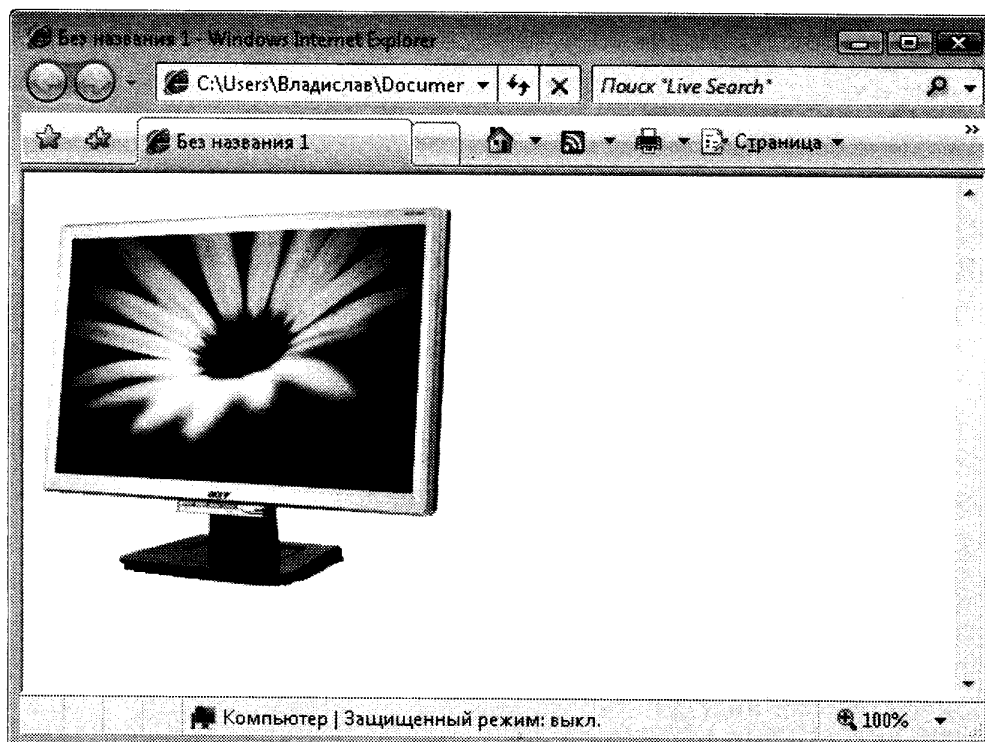 Без названия 1 - Windows Internet Explorer
C:\Users\Владислав\Documer
Поиск "Live Search"
Без названия 1
Страница
»
acer
Компьютер | Защищенный режим: выкл.
100%